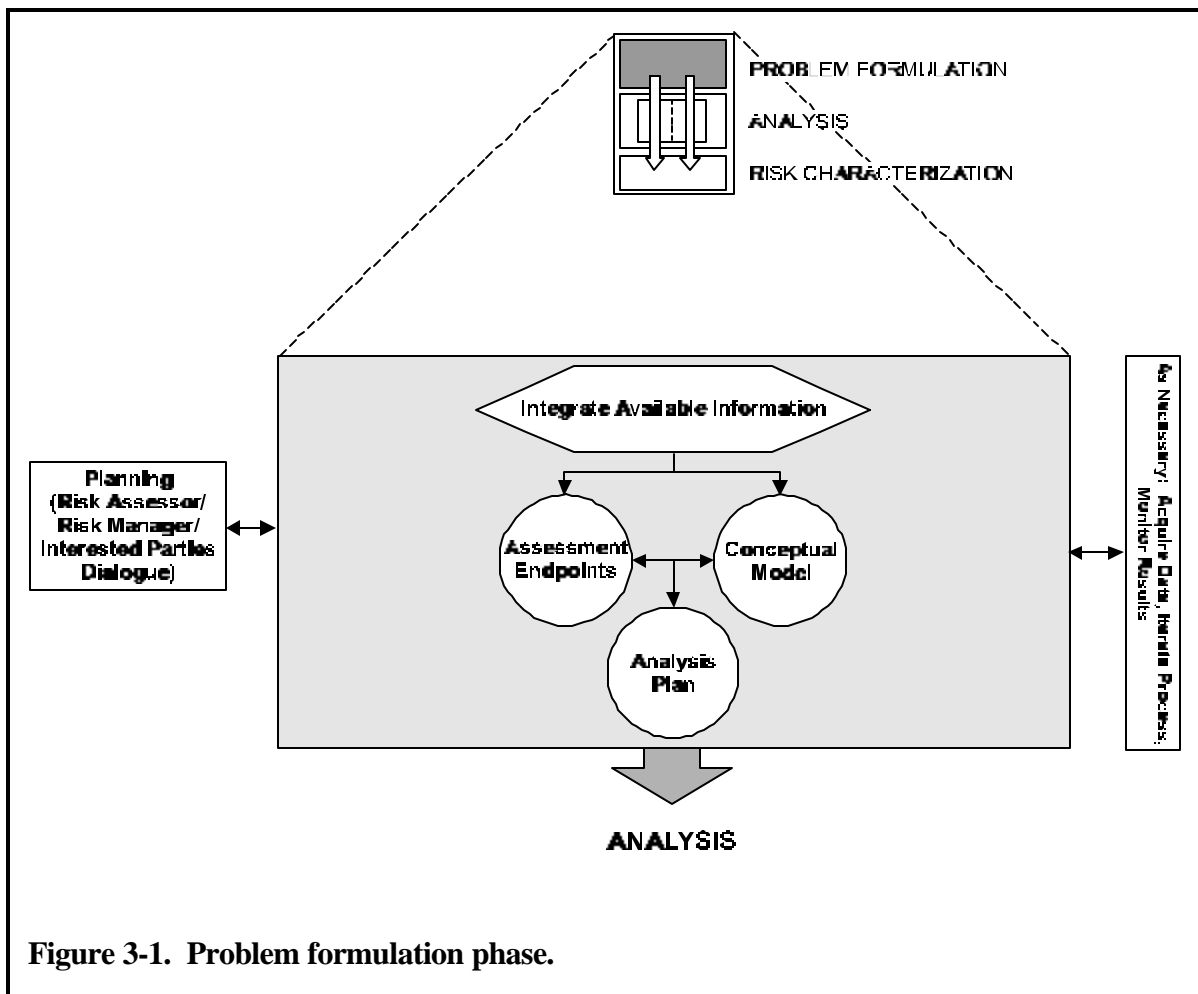 PROBLEM FORMULATION
ANALYSIS
RISK CHARACTERIZATION
Integrate Available Information
Planning
(Risk Assessor/
Risk Manager/
Interested Parties
Dialogue)
Assessment
Endpoints
Conceptual
Model
Analysis
Plan
As Necessary: Acquire Data, Iterate Process,
Monitor Results
ANALYSIS
Figure 3-1. Problem formulation phase.